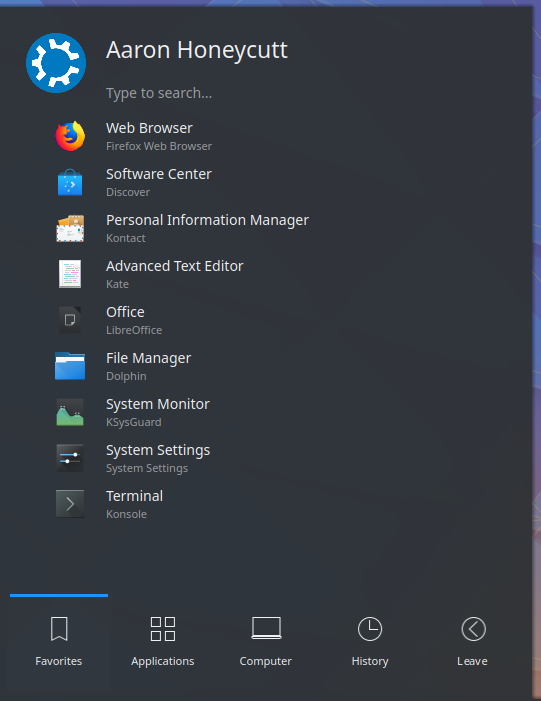 Aaron Honeycutt
Type to search...
Web Browser
Firefox Web Browser
Software Center
Discover
Personal Information Manager
Kontact
Advanced Text Editor
Kate
Office
LibreOffice
File Manager
Dolphin
System Monitor
KSysGuard
System Settings
System Settings
Terminal
Konsole
Favorites Applications Computer History Leave